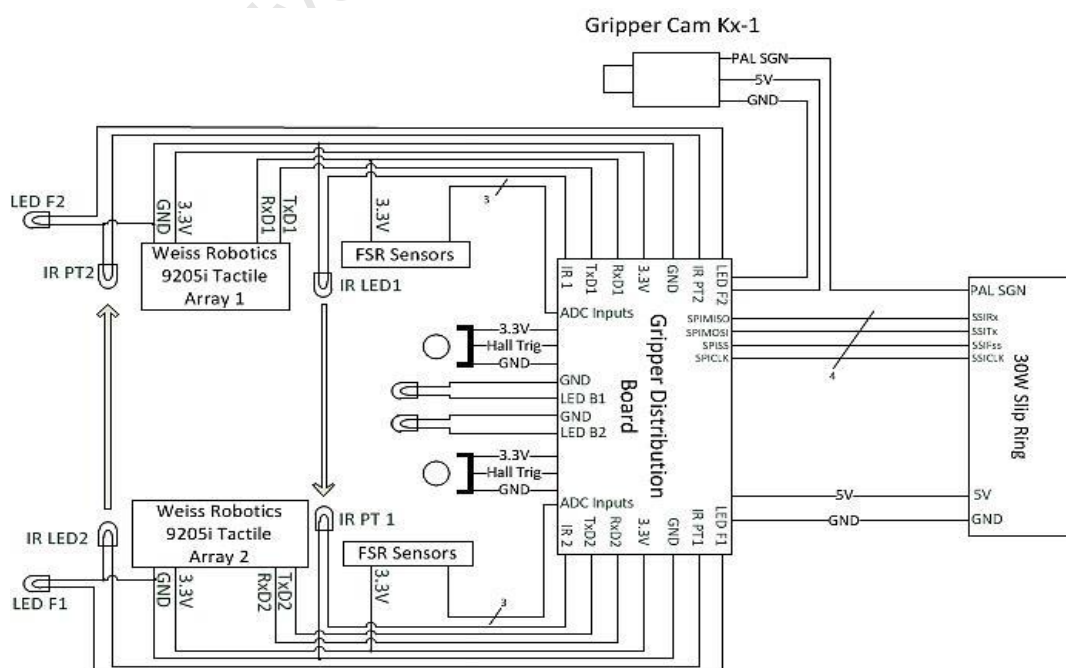 Gripper Cam Kx-1
PAL SGN
5V
GND
LED F2
GND
3.3V
RxD1
TxD1
3.3V
3
IR PT2
Weiss Robotics
9205i Tactile
Array 1
IR LED1
FSR Sensors
IR 1
TxD1
RxD1
3.3V
GND
IR PT2
LED F2
ADC Inputs
3.3V
Hall Trig
GND
GND
LED B1
GND
LED B2
3.3V
Hall Trig
GND
ADC Inputs
Gripper Distribution
Board
SPIMISO
SPIMOSI
SPISS
SPICLK
4
PAL SGN
SSIRx
SSITx
SSIFss
SSICLK
30W Slip Ring
5V
GND
5V
GND
IR 2
TxD2
RxD2
3.3V
GND
IR PT1
LED F1
IR LED2
Weiss Robotics
9205i Tactile
Array 2
IR PT 1
FSR Sensors
LED F1
GND
3.3V
RxD2
TxD2
3.3V
3